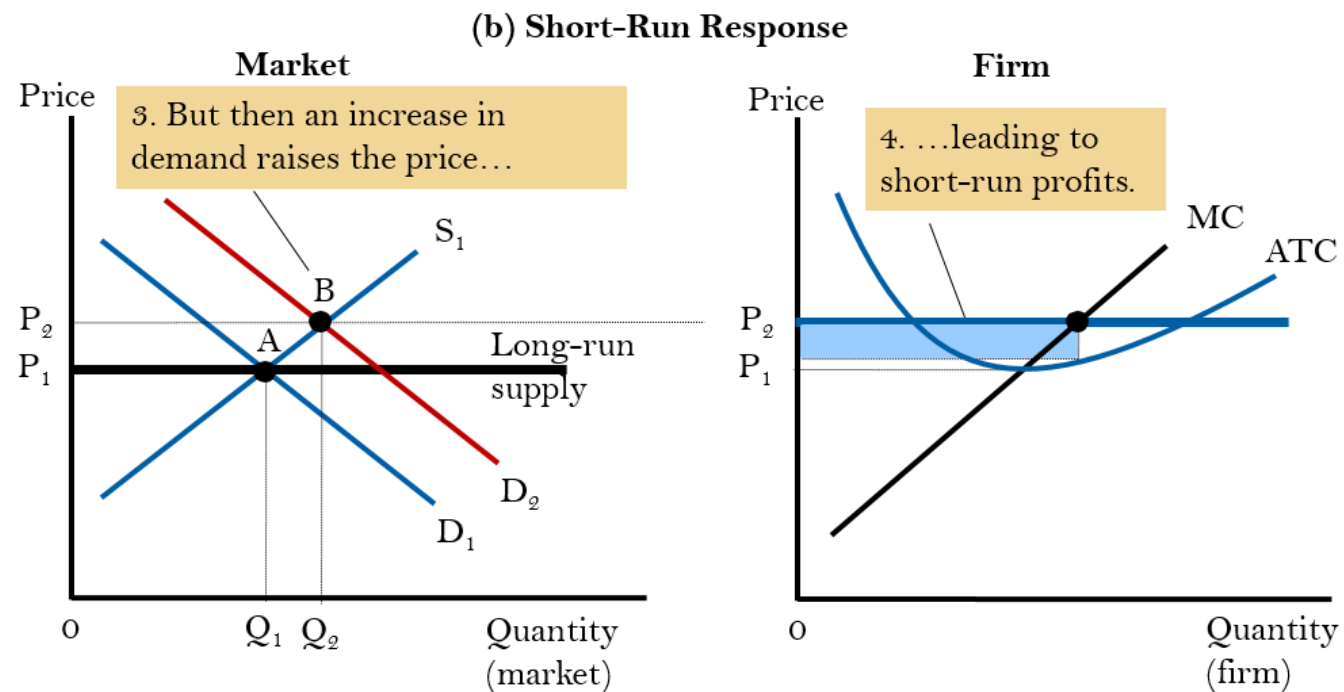 (b) Short-Run Response
Market
Firm
Price
3. But then an increase in
demand raises the price…
S₁
B
P₂
A
P₁
Long-run
supply
D₂
D₁
0
Q₁
Q₂
Quantity
(market)
Price
4. …leading to
short-run profits.
MC
ATC
P₂
P₁
0
Quantity
(firm)